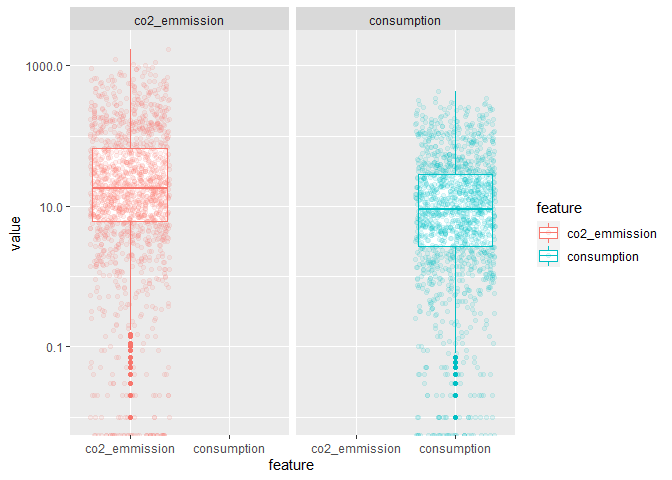 co2_emmission
consumption
value
1000.0
10.0
0.1
co2_emmission
consumption
co2_emmission
consumption
feature
feature
co2_emmission
consumption